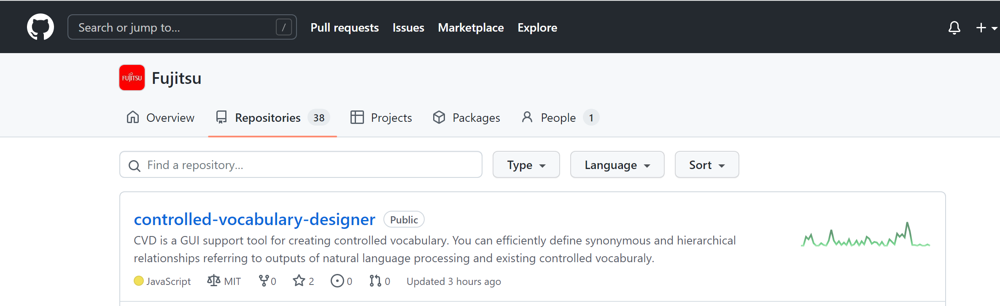 Search or jump to... /
Pull requests Issues Marketplace Explore
FUJITSU Fujitsu
Overview Repositories 38 Projects Packages People 1
Find a repository... Type Language Sort
controlled-vocabulary-designer Public
CVD is a GUI support tool for creating controlled vocabulary. You can efficiently define synonymous and hierarchical
relationships referring to outputs of natural language processing and existing controlled vocaburaly.
JavaScript MIT 0 2 0 0 Updated 3 hours ago